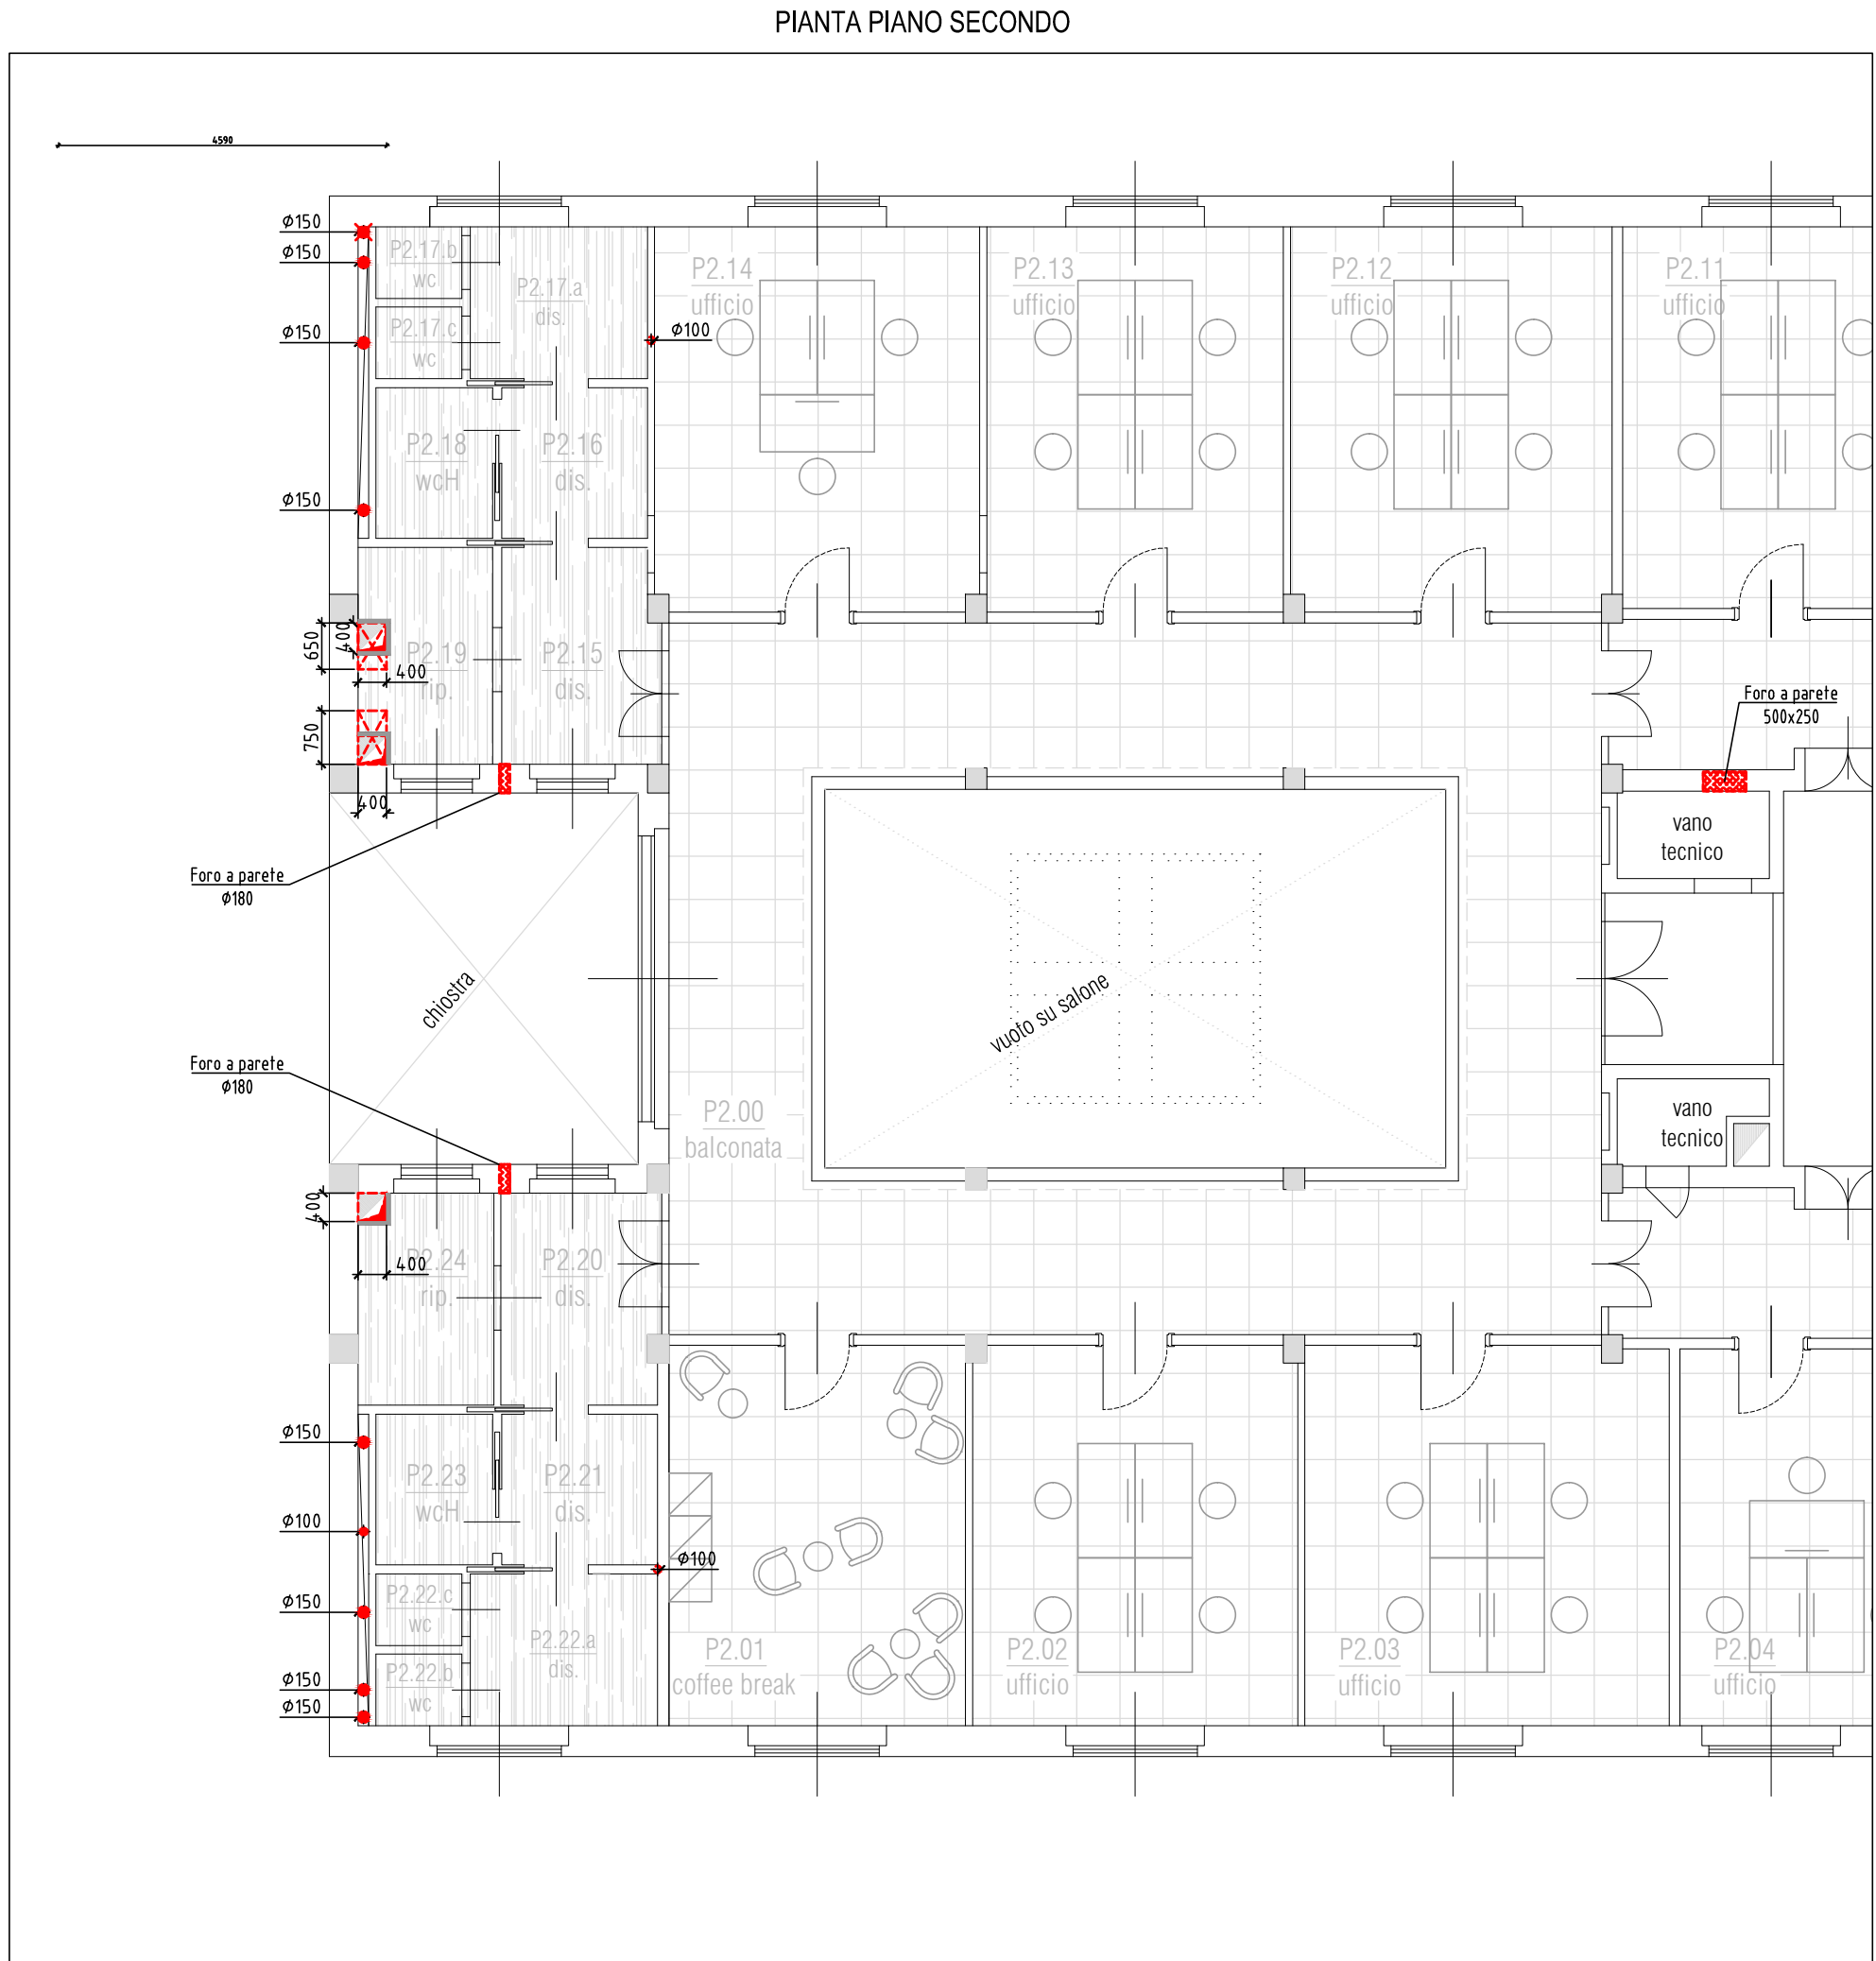 PIANTA PIANO SECONDO
4590
Ø150
Ø150
Ø150
Ø150
P2.17.b
wc
P2.17.c
wc
P2.17.a
dis.
Ø100
P2.14
ufficio
P2.13
ufficio
P2.12
ufficio
P2.11
ufficio
P2.18
wcH
P2.16
dis.
650
400
400
P2.19
rip.
P2.15
dis.
750
400
Foro a parete
500x250
vano
tecnico
Foro a parete
Ø180
chiostra
vuoto su salone
Foro a parete
Ø180
P2.00
balconata
vano
tecnico
400
400
P2.24
rip.
P2.20
dis.
Ø150
Ø100
Ø150
Ø150
Ø150
P2.23
wcH
P2.21
dis.
Ø100
P2.22.c
wc
P2.22.b
wc
P2.22.a
dis.
P2.01
coffee break
P2.02
ufficio
P2.03
ufficio
P2.04
ufficio